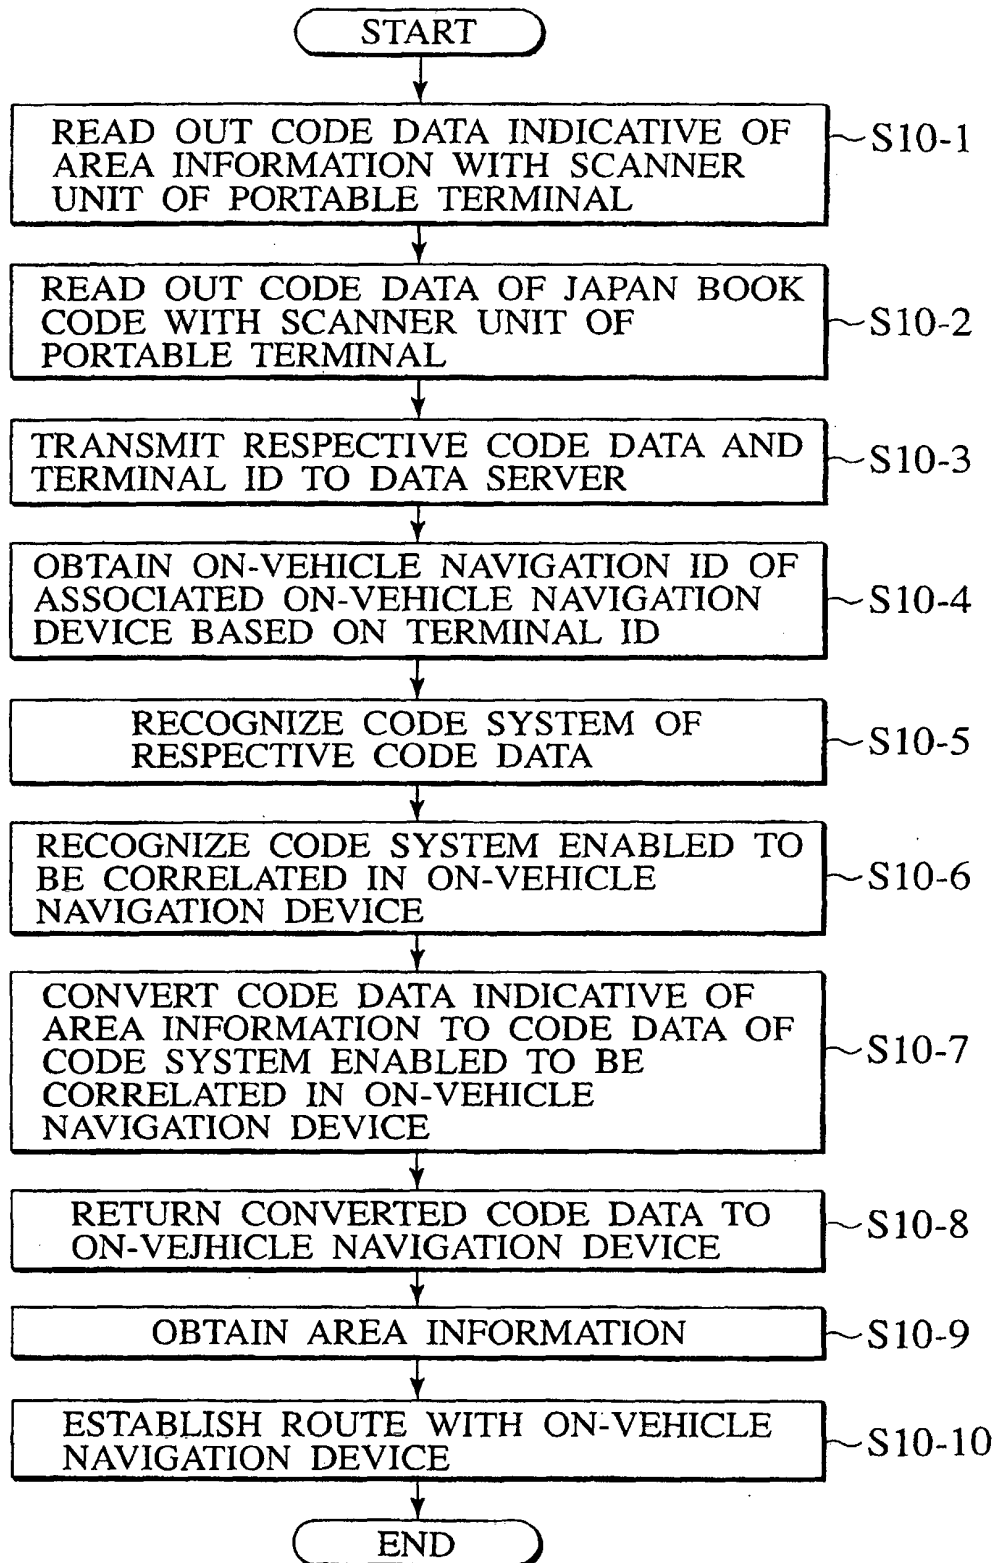 START
READ OUT CODE DATA INDICATIVE OF
AREA INFORMATION WITH SCANNER
UNIT OF PORTABLE TERMINAL
S10-1
READ OUT CODE DATA OF JAPAN BOOK
CODE WITH SCANNER UNIT OF
PORTABLE TERMINAL
S10-2
TRANSMIT RESPECTIVE CODE DATA AND
TERMINAL ID TO DATA SERVER
S10-3
OBTAIN ON-VEHICLE NAVIGATION ID OF
ASSOCIATED ON-VEHICLE NAVIGATION
DEVICE BASED ON TERMINAL ID
S10-4
RECOGNIZE CODE SYSTEM OF
RESPECTIVE CODE DATA
S10-5
RECOGNIZE CODE SYSTEM ENABLED TO
BE CORRELATED IN ON-VEHICLE
NAVIGATION DEVICE
S10-6
CONVERT CODE DATA INDICATIVE OF
AREA INFORMATION TO CODE DATA OF
CODE SYSTEM ENABLED TO BE
CORRELATED IN ON-VEHICLE
NAVIGATION DEVICE
S10-7
RETURN CONVERTED CODE DATA TO
ON-VEJHICLE NAVIGATION DEVICE
S10-8
OBTAIN AREA INFORMATION
S10-9
ESTABLISH ROUTE WITH ON-VEHICLE
NAVIGATION DEVICE
S10-10
END